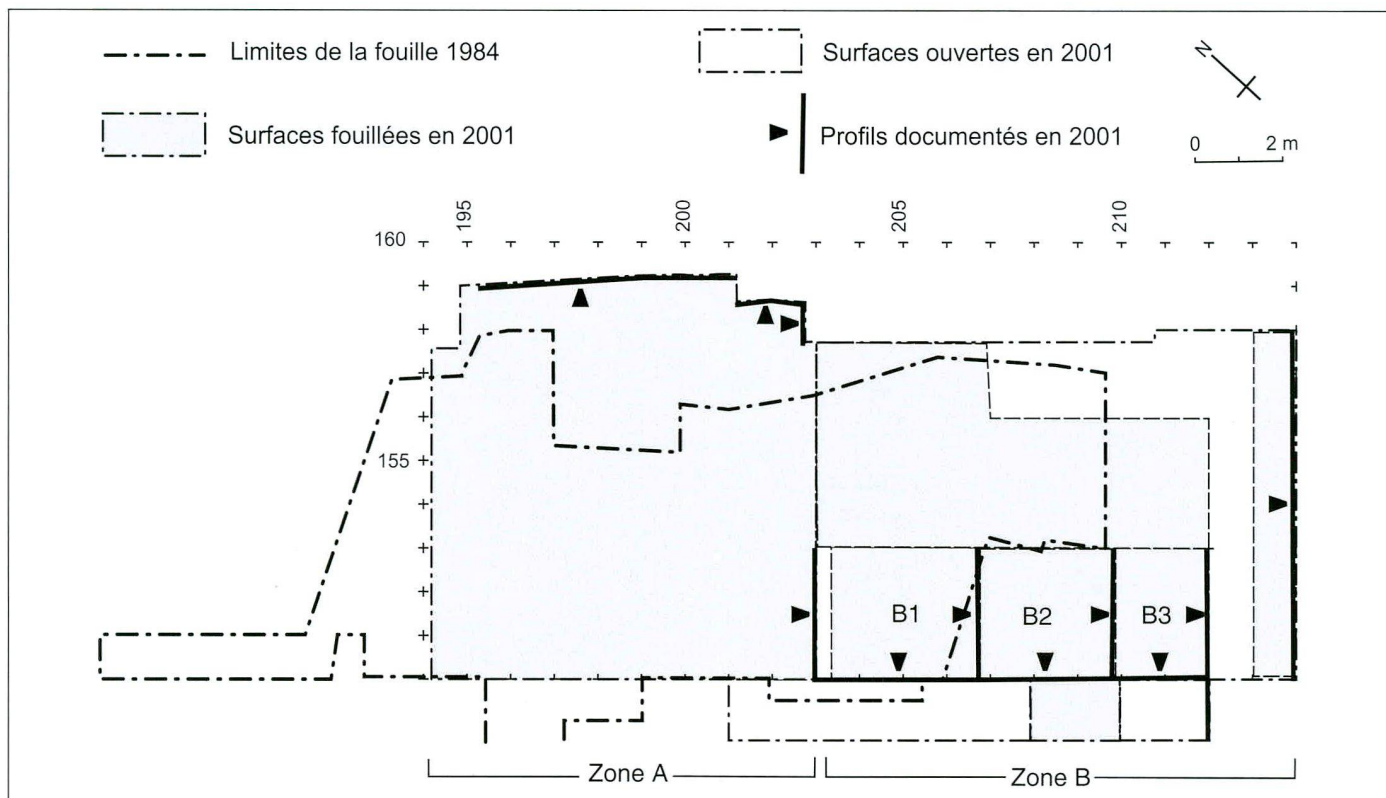 Limites de la fouille 1984
Surfaces ouvertes en 2001
N
Surfaces fouillées en 2001
Profils documentés en 2001
0 2 m
195 200 205 210
160
155
B1 B2 B3
Zone A Zone B